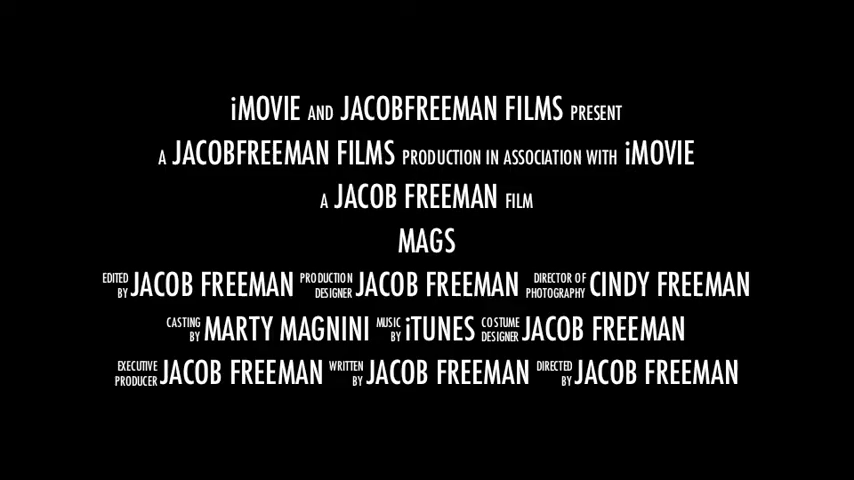 iMOVIE AND JACOBFREEMAN FILMS PRESENT
A JACOBFREEMAN FILMS PRODUCTION IN ASSOCIATION WITH iMOVIE
A JACOB FREEMAN FILM
MAGS
EDITED BY JACOB FREEMAN PRODUCTION DESIGNER JACOB FREEMAN DIRECTOR OF PHOTOGRAPHY CINDY FREEMAN
CASTING BY MARTY MAGNINI MUSIC BY iTUNES COSTUME DESIGNER JACOB FREEMAN
EXECUTIVE PRODUCER JACOB FREEMAN WRITTEN BY JACOB FREEMAN DIRECTED BY JACOB FREEMAN